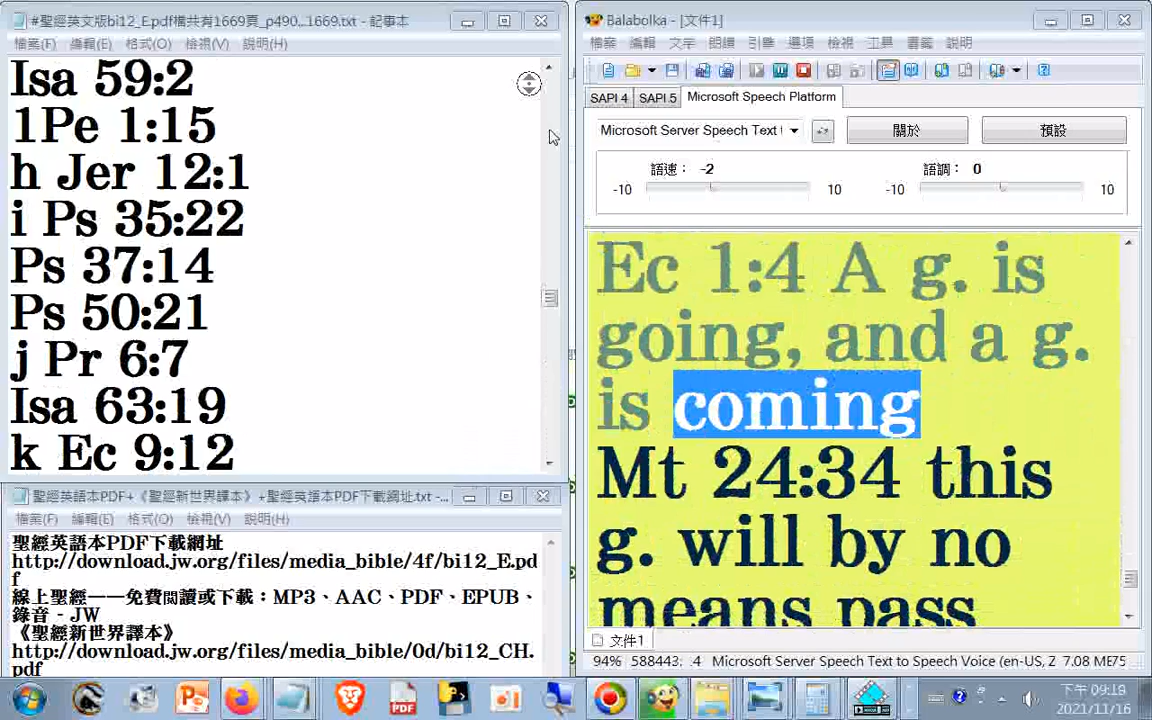 #聖經英文版bi12_E.pdf檔共有1669頁_p490,..1669.txt - 記事本
檔案(F) 編輯(E) 格式(O) 檢視(V) 說明(H)
Isa 59:2
1Pe 1:15
h Jer 12:1
i Ps 35:22
Ps 37:14
Ps 50:21
j Pr 6:7
Isa 63:19
k Ec 9:12
聖經英語本PDF+《聖經新世界譯本》+聖經英語本PDF下載網址.txt -...
檔案(F) 編輯(E) 格式(O) 檢視(V) 說明(H)
聖經英語本PDF下載網址
http://download.jw.org/files/media_bible/4f/bi12_E.pd
f
線上聖經——免費閱讀或下載：MP3、AAC、PDF、EPUB、
錄音 - JW
《聖經新世界譯本》
http://download.jw.org/files/media_bible/0d/bi12_CH.
pdf
Balabolka - [文件1]
檔案 編輯 文字 朗讀 引擎 選項 檢視 工具 書籤 說明
SAPI 4 SAPI 5 Microsoft Speech Platform
Microsoft Server Speech Text 關於 預設
語速： -2 語調： 0
-10 10 -10 10
Ec 1:4 A g. is
going, and a g.
is coming
Mt 24:34 this
g. will by no
means pass
文件1
94% 588443; .4 Microsoft Server Speech Text to Speech Voice (en-US, Z 7.08 ME75
PDF
下午 09:18
2021/11/16